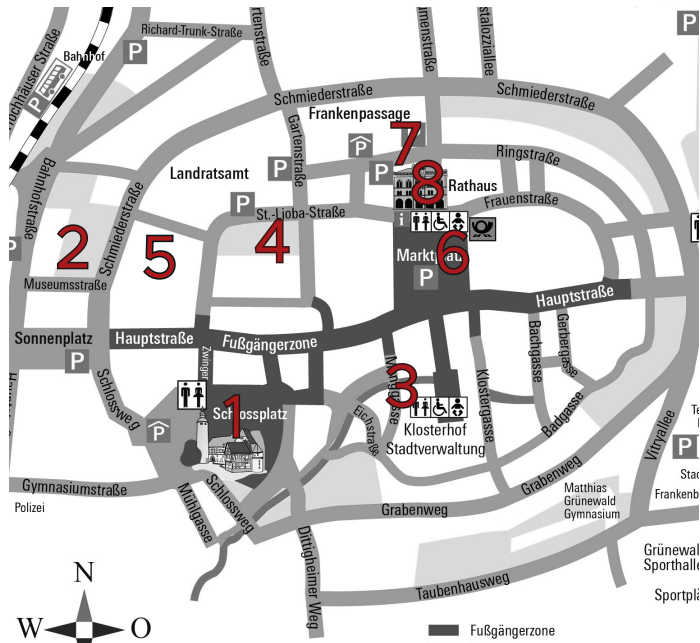 Richard-Trunk-Straße
P
Bahnhof
P
P
Schmiederstraße
Schmiederstraße
Frankenpassage
P
7
Ringstraße
Gartenstraße
Landratsamt
P
P
8
Rathaus
Bahnhofstraße
Schmiederstraße
P
St.-Lioba-Straße
Frauenstraße
i
2
5
4
6
P
Museumsstraße
Hauptstraße
Sonnenplatz
Hauptstraße
Fußgängerzone
P
Zwinger
Bachgasse
Gerbergasse
3
Klostergasse
Schlossweg
1
Schlossplatz
Badgasse
Eichstraße
Klosterhof
Stadtverwaltung
Vitryallee
P
P
Gymnasiumstraße
Polizei
Mühlgasse
Schlossweg
Grabenweg
Grabenweg
Matthias
Grünewald
Gymnasium
Dittigheimer Weg
Taubenhausweg
N
W
O
Fußgängerzone